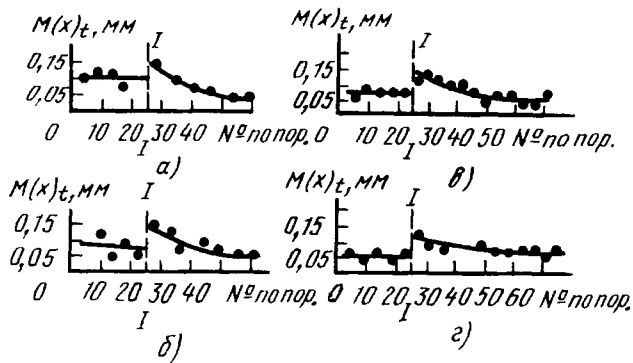 M(x)t, мм
I
0,15
0,05
0 10 20 30 40 № по пор.
I
а)
M(x)t, мм
I
0,15
0,05
0 10 20 30 40 50 № по пор.
I
в)
M(x)t, мм
I
0,15
0,05
0 10 20 30 40 № по пор.
I
б)
M(x)t, мм
I
0,15
0,05
0 10 20 30 40 50 60 № по пор.
I
г)